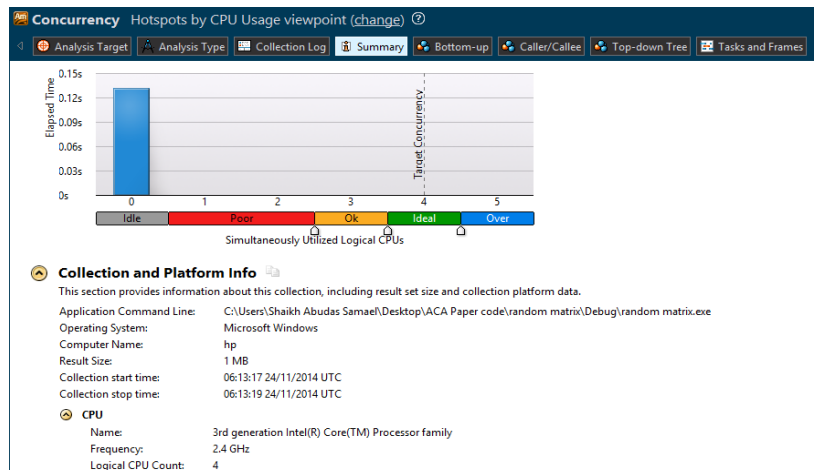 Am Concurrency Hotspots by CPU Usage viewpoint (change) ?
Analysis Target Analysis Type Collection Log Summary Bottom-up Caller/Callee Top-down Tree Tasks and Frames
Elapsed Time
0.15s
0.12s
0.09s
0.06s
0.03s
0s
Target Concurrency
0 1 2 3 4 5
Idle Poor Ok Ideal Over
Simultaneously Utilized Logical CPUs
Collection and Platform Info
This section provides information about this collection, including result set size and collection platform data.
Application Command Line: C:\Users\Shaikh Abudas Samael\Desktop\ACA Paper code\random matrix\Debug\random matrix.exe
Operating System: Microsoft Windows
Computer Name: hp
Result Size: 1 MB
Collection start time: 06:13:17 24/11/2014 UTC
Collection stop time: 06:13:19 24/11/2014 UTC
CPU
Name: 3rd generation Intel(R) Core(TM) Processor family
Frequency: 2.4 GHz
Logical CPU Count: 4